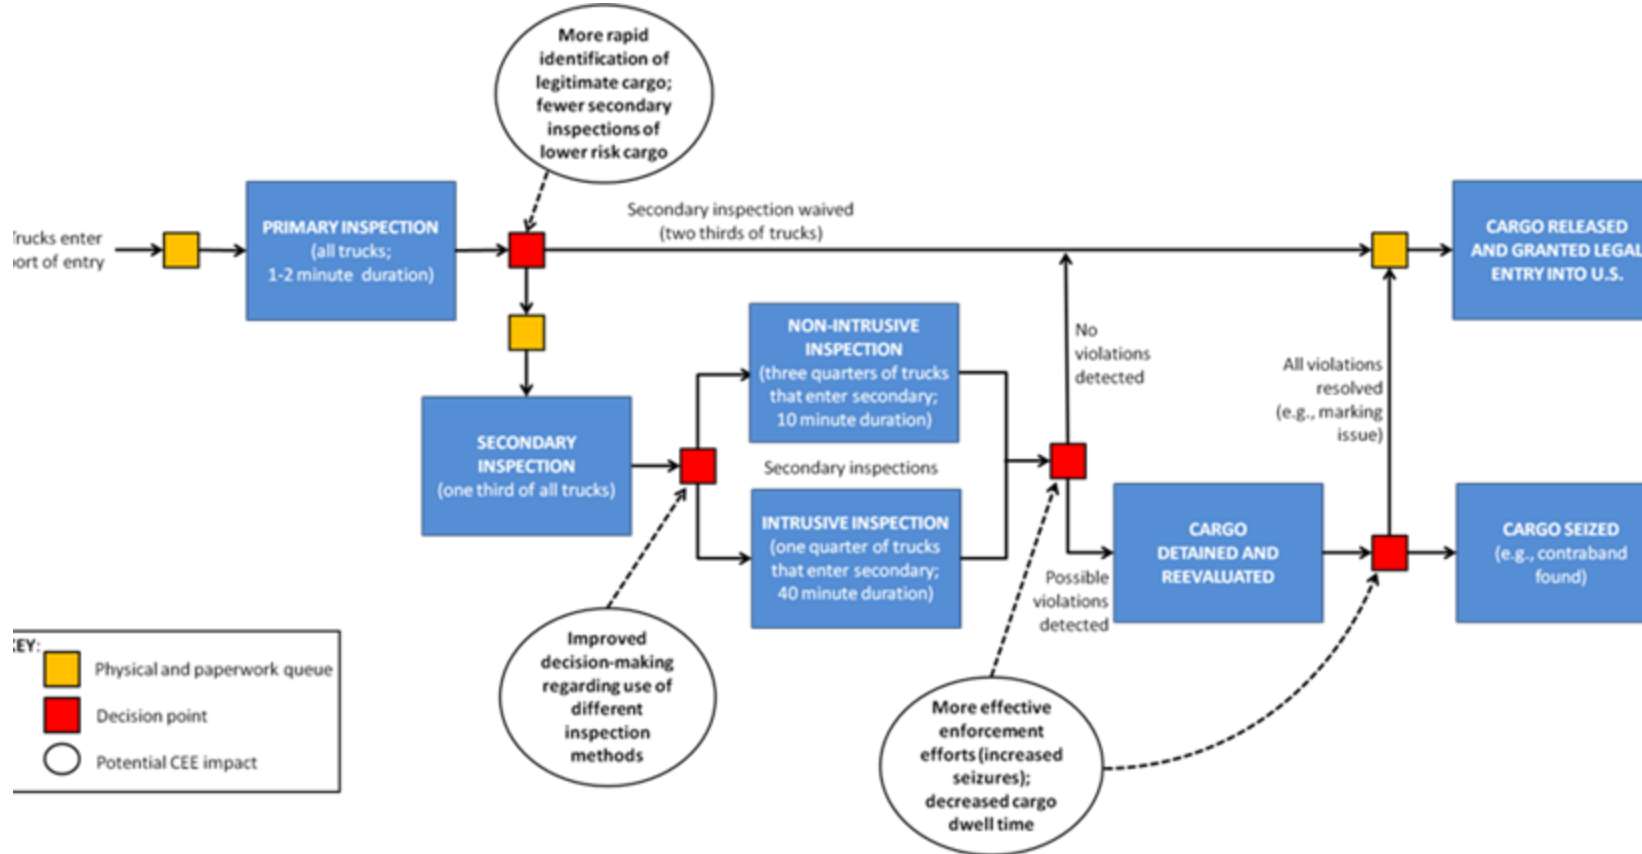 More rapid
identification of
legitimate cargo;
fewer secondary
inspections of
lower risk cargo
Trucks enter
port of entry
PRIMARY INSPECTION
(all trucks;
1-2 minute duration)
Secondary inspection waived
(two thirds of trucks)
CARGO RELEASED
AND GRANTED LEGAL
ENTRY INTO U.S.
NON-INTRUSIVE
INSPECTION
(three quarters of trucks
that enter secondary;
10 minute duration)
No
violations
detected
All violations
resolved
(e.g., marking
issue)
SECONDARY
INSPECTION
(one third of all trucks)
Secondary inspections
INTRUSIVE INSPECTION
(one quarter of trucks
that enter secondary;
40 minute duration)
Possible
violations
detected
CARGO
DETAINED AND
REEVALUATED
CARGO SEIZED
(e.g., contraband
found)
KEY:
Physical and paperwork queue
Decision point
Potential CEE impact
Improved
decision-making
regarding use of
different
inspection
methods
More effective
enforcement
efforts (increased
seizures);
decreased cargo
dwell time